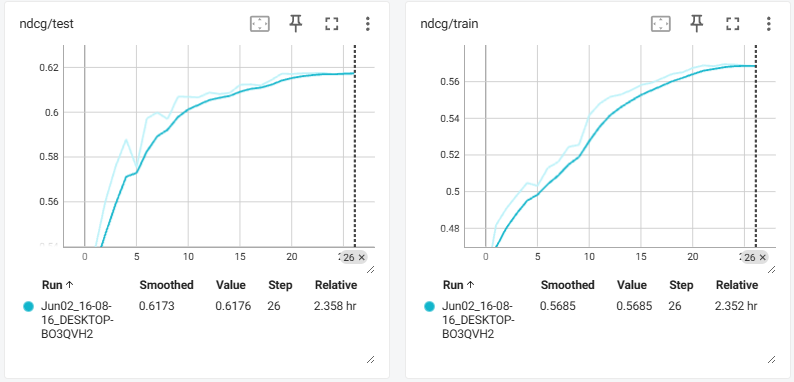 ndcg/test
0.62
0.6
0.58
0.56
0 5 10 15 20 26
Run ↑ Smoothed Value Step Relative
Jun02_16-08- 0.6173 0.6176 26 2.358 hr
16_DESKTOP-
BO3QVH2
ndcg/train
0.56
0.54
0.52
0.5
0.48
0 5 10 15 20 26
Run ↑ Smoothed Value Step Relative
Jun02_16-08- 0.5685 0.5685 26 2.352 hr
16_DESKTOP-
BO3QVH2